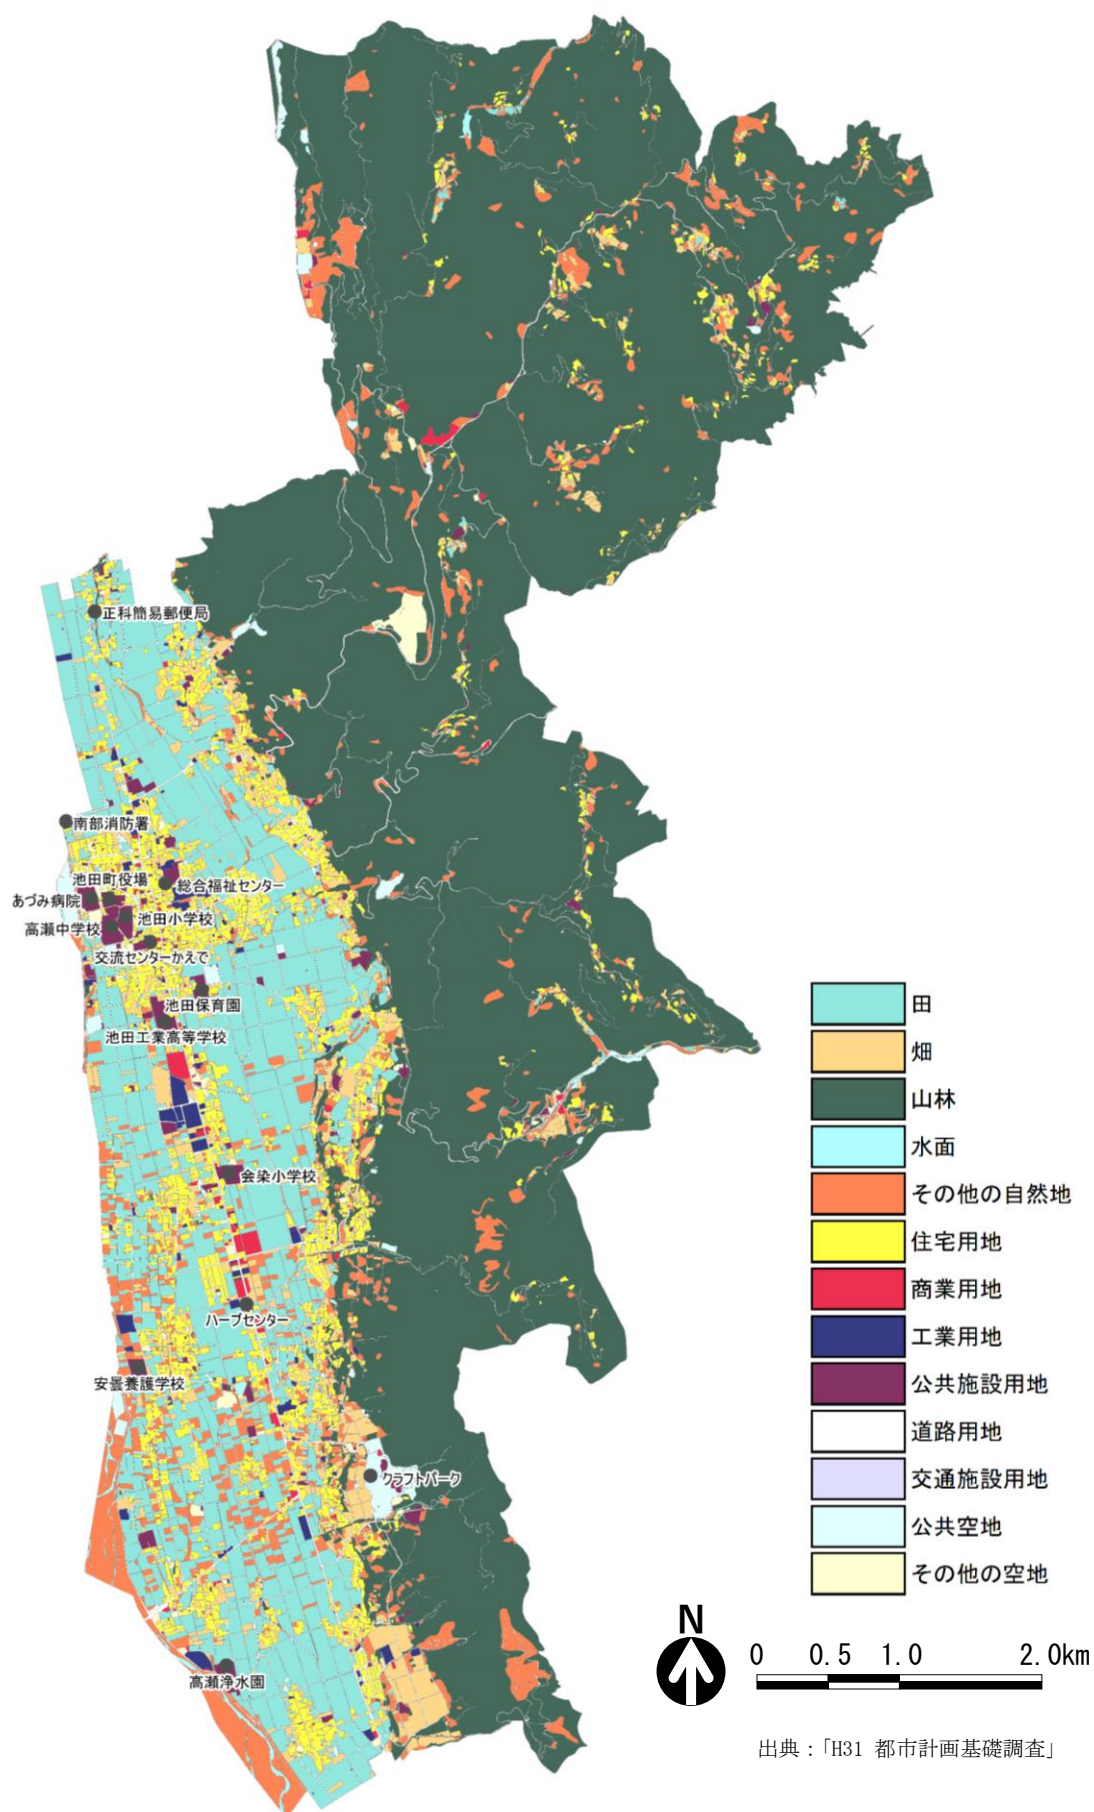 正科簡易郵便局
南部消防署
池田町役場
総合福祉センター
あづみ病院
池田小学校
高瀬中学校
交流センターかえで
池田保育園
池田工業高等学校
会染小学校
ハーブセンター
安曇養護学校
クラフトパーク
高瀬浄水園
田
畑
山林
水面
その他の自然地
住宅用地
商業用地
工業用地
公共施設用地
道路用地
交通施設用地
公共空地
その他の空地
N
0 0.5 1.0 2.0km
出典：「H31 都市計画基礎調査」